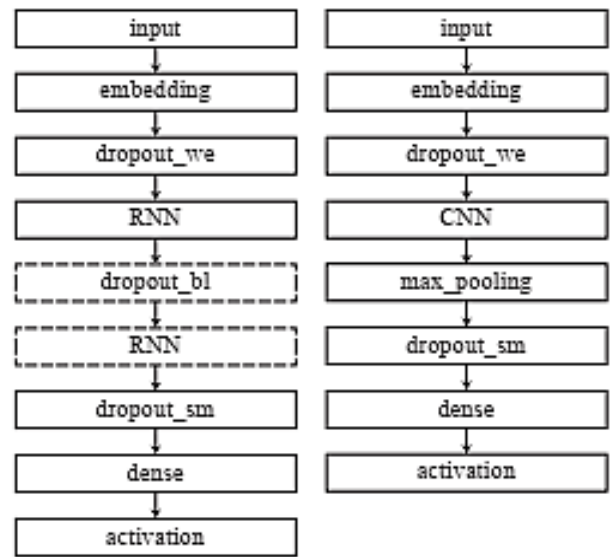 input
embedding
dropout_we
RNN
dropout_bl
RNN
dropout_sm
dense
activation
input
embedding
dropout_we
CNN
max_pooling
dropout_sm
dense
activation